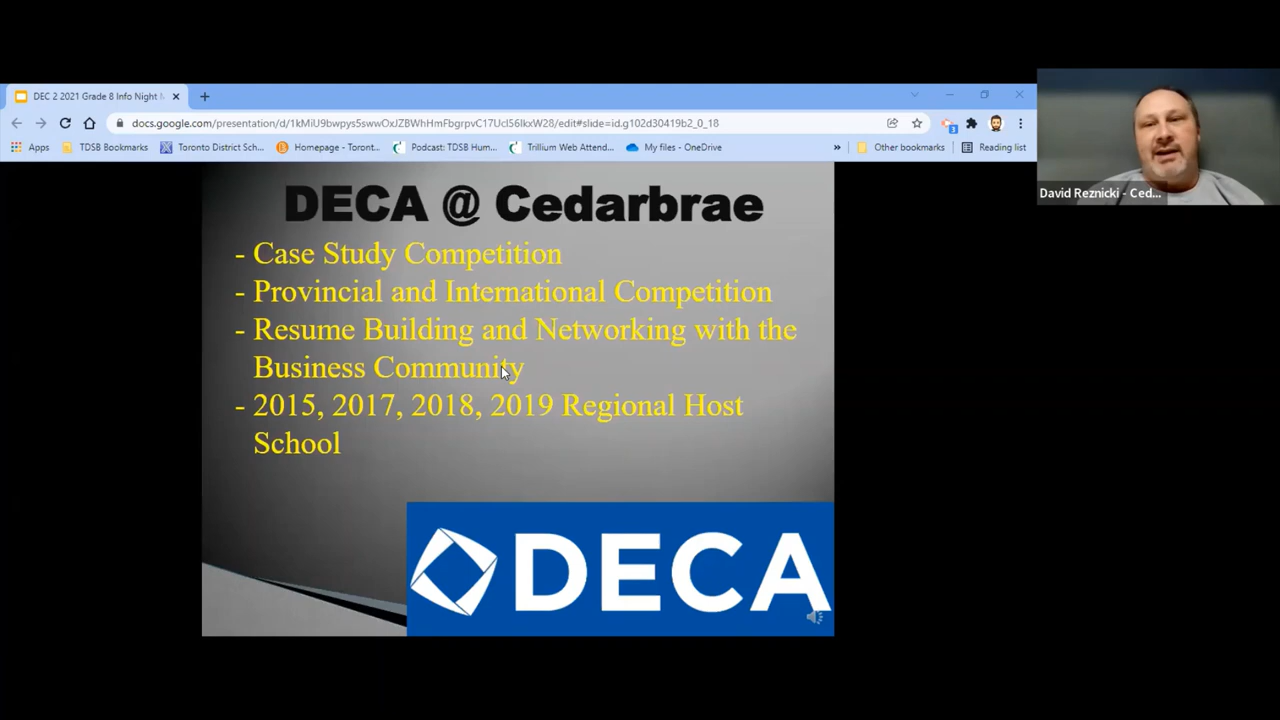 DEC 2 2021 Grade 8 Info Night
docs.google.com/presentation/d/1kMiU9bwpys5swwOxJZBWhHmFbgrpvC17UcI56IkxW28/edit#slide=id.g102d30419b2_0_18
Apps TDSB Bookmarks Toronto District Sch... Homepage - Toront... Podcast: TDSB Hum... Trillium Web Attend... My files - OneDrive » Other bookmarks Reading list
3
David Reznicki - Ced...
DECA @ Cedarbrae
- Case Study Competition
- Provincial and International Competition
- Resume Building and Networking with the
Business Community
- 2015, 2017, 2018, 2019 Regional Host
School
DECA